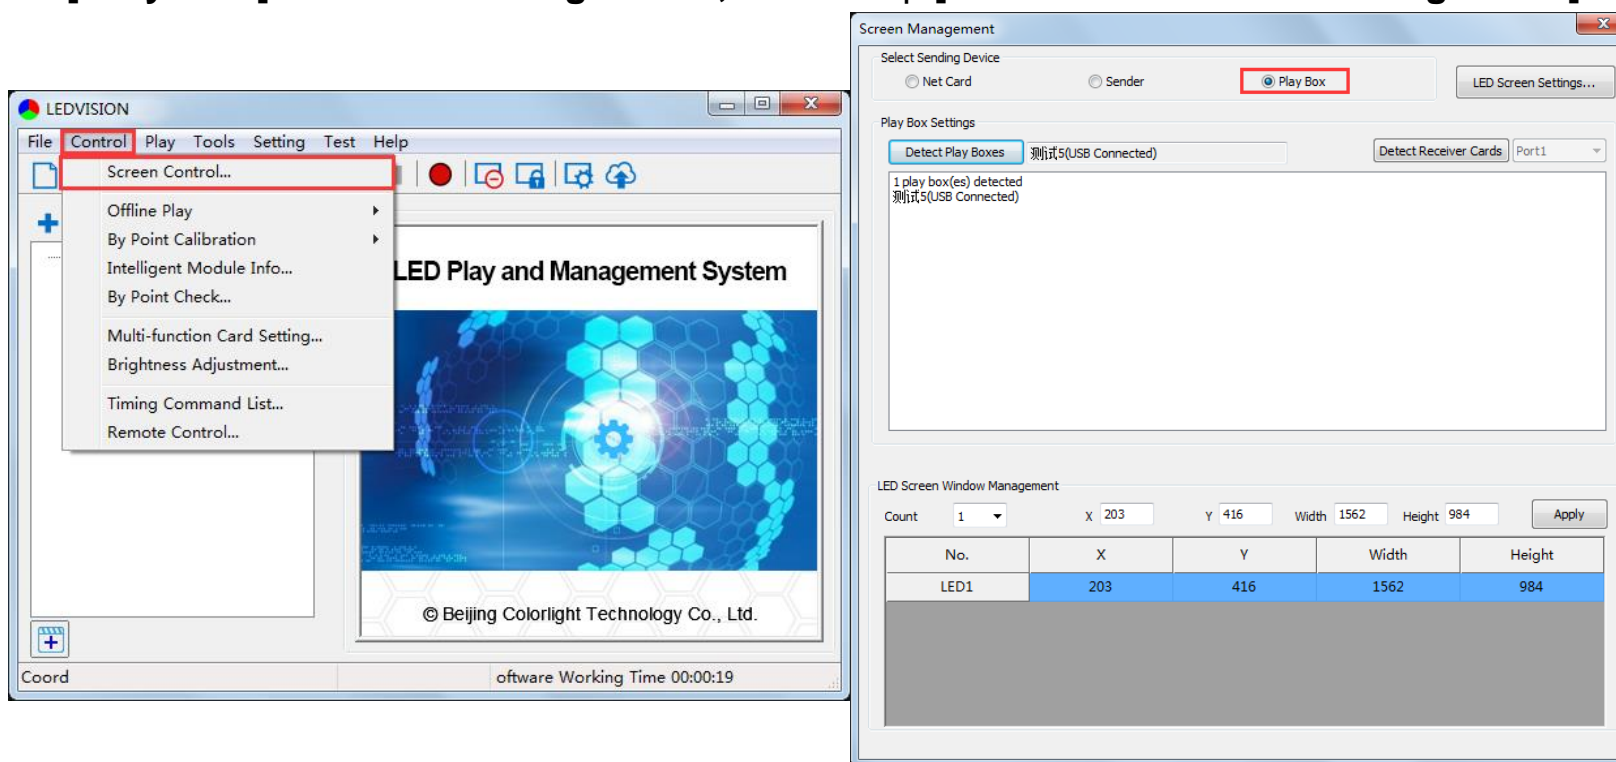 LEDVISION
File Control Play Tools Setting Test Help
Screen Control...
Offline Play
By Point Calibration
Intelligent Module Info...
By Point Check...
Multi-function Card Setting...
Brightness Adjustment...
Timing Command List...
Remote Control...
LED Play and Management System
© Beijing Colorlight Technology Co., Ltd.
Coord
oftware Working Time 00:00:19
Screen Management
Select Sending Device
Net Card Sender Play Box LED Screen Settings...
Play Box Settings
Detect Play Boxes 测试5(USB Connected) Detect Receiver Cards Port1
1 play box(es) detected
测试5(USB Connected)
LED Screen Window Management
Count 1 X 203 Y 416 Width 1562 Height 984 Apply
No. X Y Width Height
LED1 203 416 1562 984